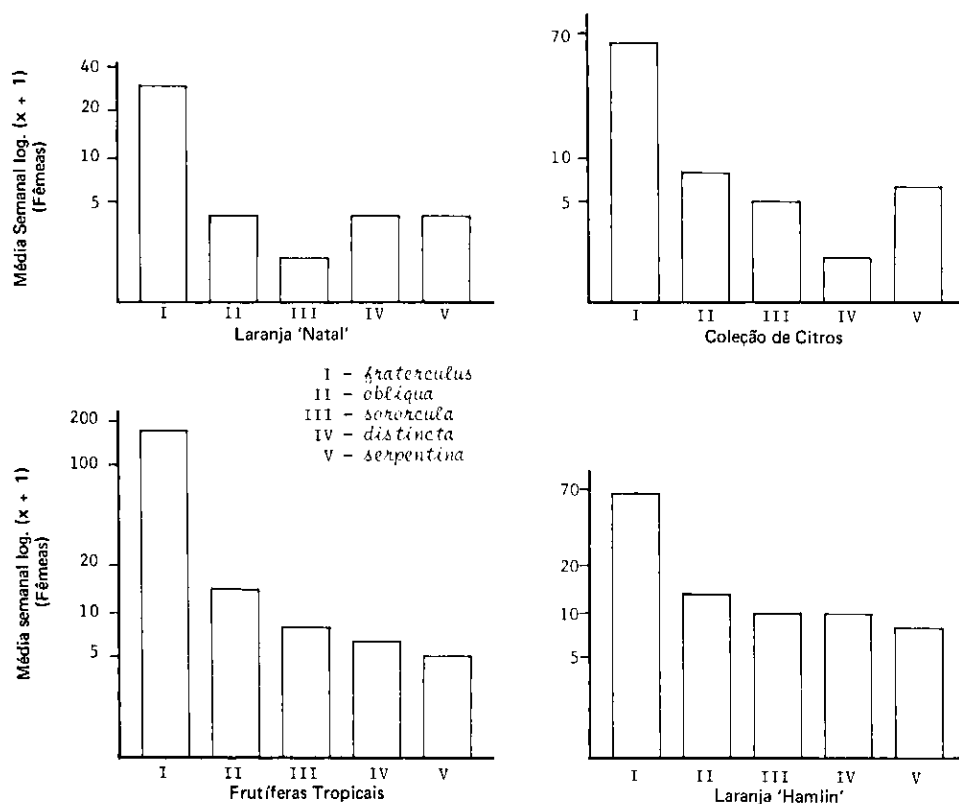 Média Semanal log. (x + 1)
(Fêmeas)
40
20
10
5
I II III IV V
Laranja 'Natal'
70
10
5
I II III IV V
Coleção de Citros
I - fraterculus
II - obliqua
III - sororcula
IV - distincta
V - serpentina
Média semanal log. (x + 1)
(Fêmeas)
200
100
20
10
5
I II III IV V
Frutíferas Tropicais
70
20
10
5
I II III IV V
Laranja 'Hamlin'